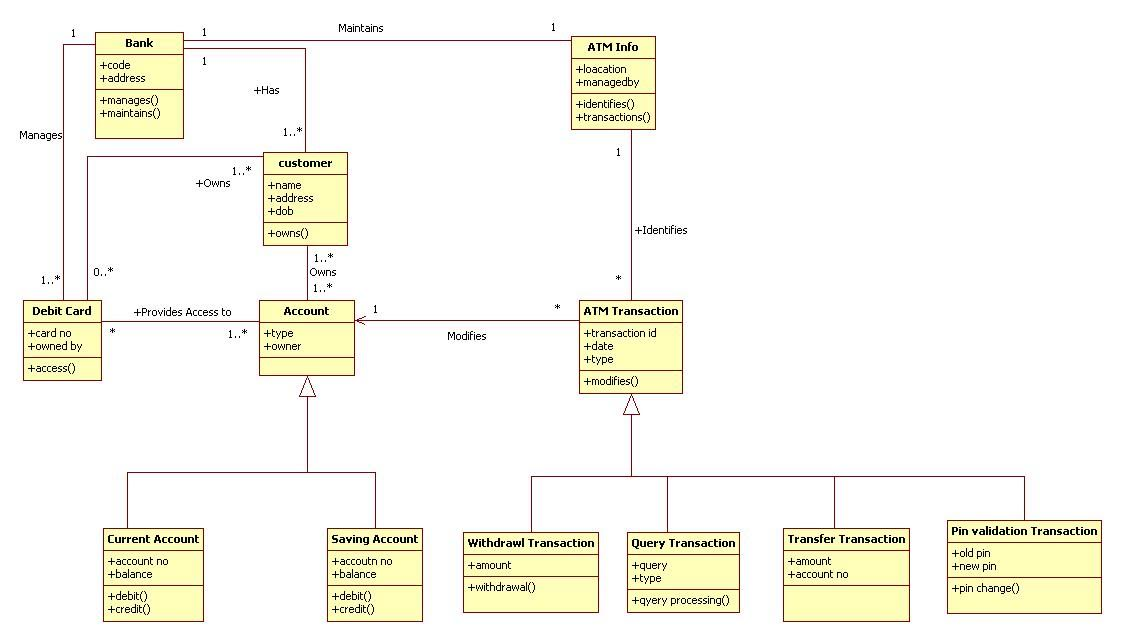 1
1
Maintains
1
Bank
+code
+address
+manages()
+maintains()
ATM Info
+loacation
+managedby
+identifies()
+transactions()
1
+Has
1..*
Manages
1
customer
+name
+address
+dob
+owns()
1..*
+Owns
+Identifies
1..*
Owns
1..*
0..*
1..*
*
Debit Card
+card no
+owned by
+access()
+Provides Access to
*
1..*
Account
+type
+owner
1
*
Modifies
ATM Transaction
+transaction id
+date
+type
+modifies()
Current Account
+account no
+balance
+debit()
+credit()
Saving Account
+accoutn no
+balance
+debit()
+credit()
Withdrawl Transaction
+amount
+withdrawal()
Query Transaction
+query
+type
+qyery processing()
Transfer Transaction
+amount
+account no
Pin validation Transaction
+old pin
+new pin
+pin change()